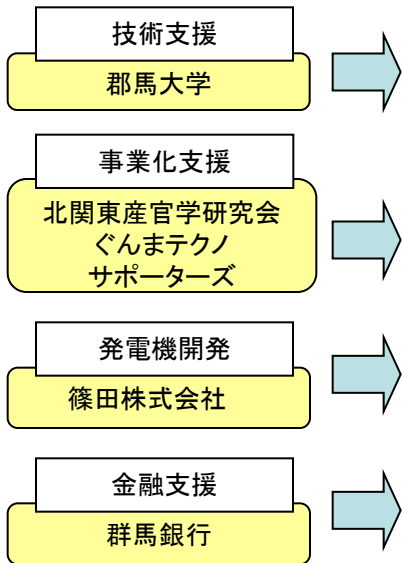 技術支援
郡馬大学
事業化支援
北関東産官学研究会
ぐんまテクノ
サポーターズ
発電機開発
篠田株式会社
金融支援
群馬銀行